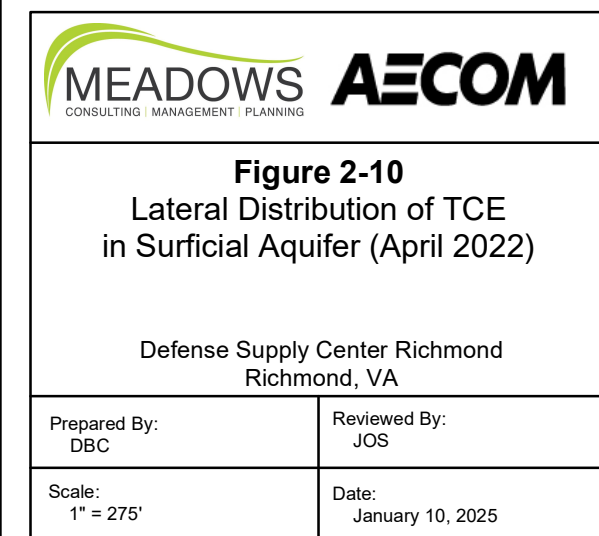 MEADOWS
CONSULTING | MANAGEMENT | PLANNING
AECOM
Figure 2-10
Lateral Distribution of TCE
in Surficial Aquifer (April 2022)
Defense Supply Center Richmond
Richmond, VA
Prepared By:
DBC
Reviewed By:
JOS
Scale:
1" = 275'
Date:
January 10, 2025